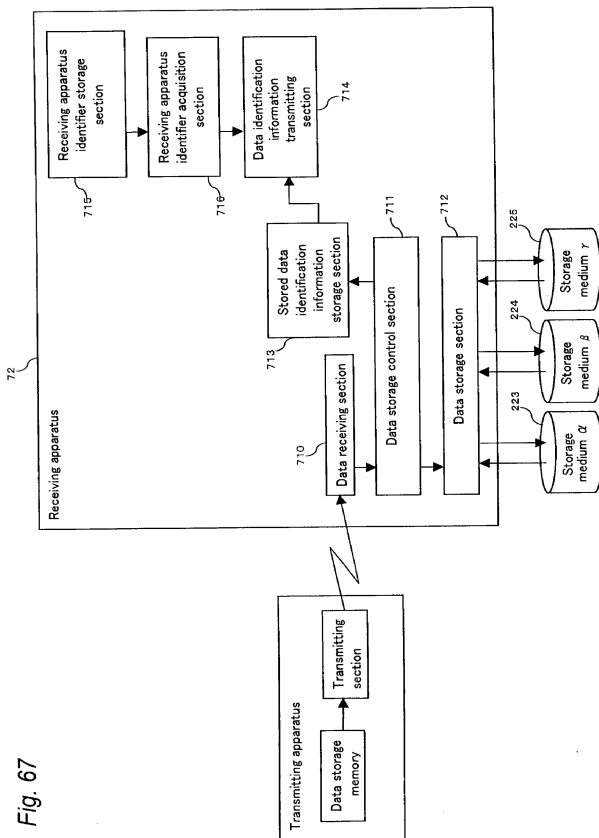 Fig. 67
Transmitting apparatus
Data storage
memory
Transmitting
section
72
Receiving apparatus
710
Data receiving section
713
Stored data
identification
information
storage section
715
Receiving apparatus
identifier storage
section
716
Receiving apparatus
identifier acquisition
section
Data identification
information
transmitting
section
714
711
Data storage control section
712
Data storage section
223
Storage
medium α
224
Storage
medium β
225
Storage
medium γ